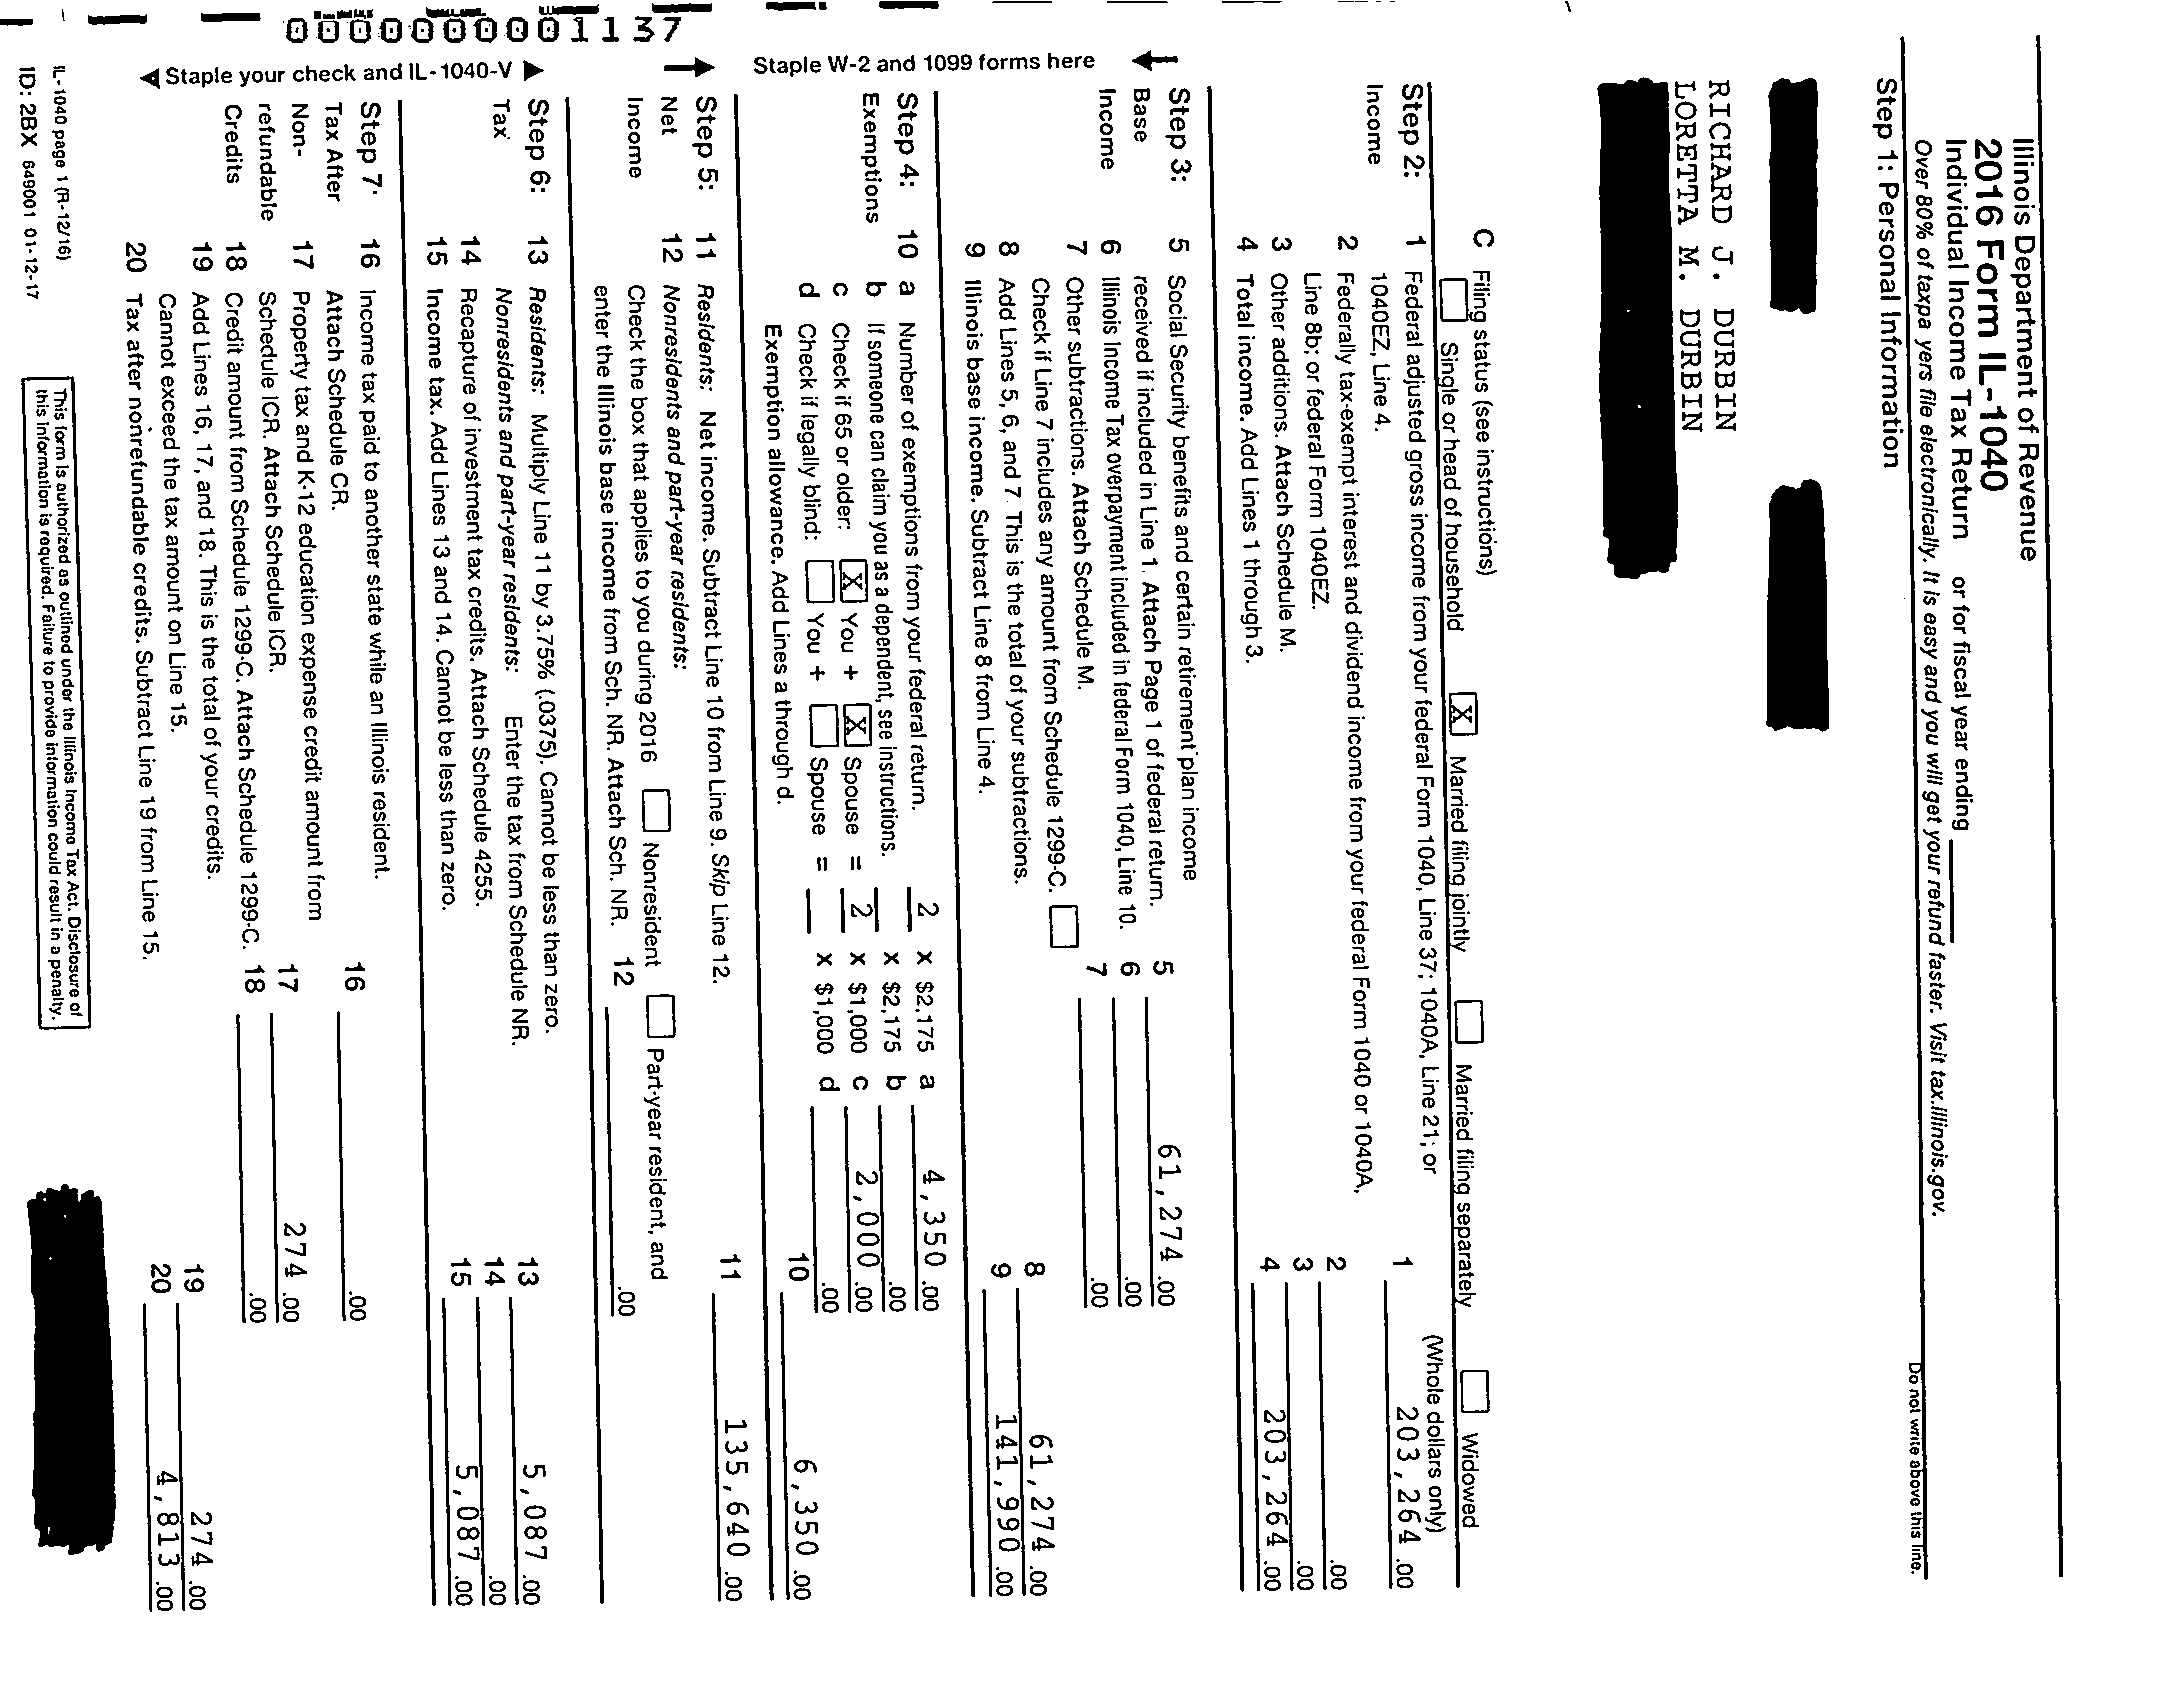 Illinois Department of Revenue
2016 Form IL-1040
Individual Income Tax Return or for fiscal year ending
Over 80% of taxpa yers file electronically. It is easy and you will get your refund faster. Visit tax.illinois.gov.
Do not write above this line.
Step 1: Personal Information
RICHARD J. DURBIN
LORETTA M. DURBIN
C Filing status (see instructions)
Single or head of household X Married filing jointly Married filing separately Widowed
(Whole dollars only)
Step 2: 1 Federal adjusted gross income from your federal Form 1040, Line 37; 1040A, Line 21; or
Income 1040EZ, Line 4. 1 203,264 .00
2 Federally tax-exempt interest and dividend income from your federal Form 1040 or 1040A,
Line 8b; or federal Form 1040EZ. 2 .00
3 Other additions. Attach Schedule M. 3 .00
4 Total income. Add Lines 1 through 3. 4 203,264 .00
Step 3: 5 Social Security benefits and certain retirement plan income
Base received if included in Line 1. Attach Page 1 of federal return. 5 61,274 .00
Income 6 Illinois Income Tax overpayment included in federal Form 1040, Line 10. 6 .00
7 Other subtractions. Attach Schedule M. 7 .00
Check if Line 7 includes any amount from Schedule 1299-C.
8 Add Lines 5, 6, and 7. This is the total of your subtractions. 8 61,274 .00
9 Illinois base income. Subtract Line 8 from Line 4. 9 141,990 .00
Step 4: 10 a Number of exemptions from your federal return. 2 x $2,175 a 4,350 .00
Exemptions b If someone can claim you as a dependent, see instructions. x $2,175 b .00
c Check if 65 or older: X You + X Spouse = 2 x $1,000 c 2,000 .00
d Check if legally blind: You + Spouse = x $1,000 d .00
Exemption allowance. Add Lines a through d. 10 6,350 .00
Step 5: 11 Residents: Net income. Subtract Line 10 from Line 9. Skip Line 12. 11 135,640 .00
Net 12 Nonresidents and part-year residents:
Income Check the box that applies to you during 2016 Nonresident Part-year resident, and
enter the Illinois base income from Sch. NR. Attach Sch. NR. 12 .00
Step 6: 13 Residents: Multiply Line 11 by 3.75% (.0375). Cannot be less than zero.
Tax Nonresidents and part-year residents: Enter the tax from Schedule NR. 13 5,087 .00
14 Recapture of investment tax credits. Attach Schedule 4255. 14 .00
15 Income tax. Add Lines 13 and 14. Cannot be less than zero. 15 5,087 .00
Step 7: 16 Income tax paid to another state while an Illinois resident.
Tax After Attach Schedule CR. 16 .00
Non- 17 Property tax and K-12 education expense credit amount from
refundable Schedule ICR. Attach Schedule ICR. 17 274 .00
Credits 18 Credit amount from Schedule 1299-C. Attach Schedule 1299-C. 18 .00
19 Add Lines 16, 17, and 18. This is the total of your credits.
Cannot exceed the tax amount on Line 15. 19 274 .00
20 Tax after nonrefundable credits. Subtract Line 19 from Line 15. 20 4,813 .00
Staple W-2 and 1099 forms here
Staple your check and IL-1040-V
0000000001137
IL-1040 page 1 (R-12/16)
ID: 2BX 649001 01-12-17
This form is authorized as outlined under the Illinois Income Tax Act. Disclosure of
this information is required. Failure to provide information could result in a penalty.